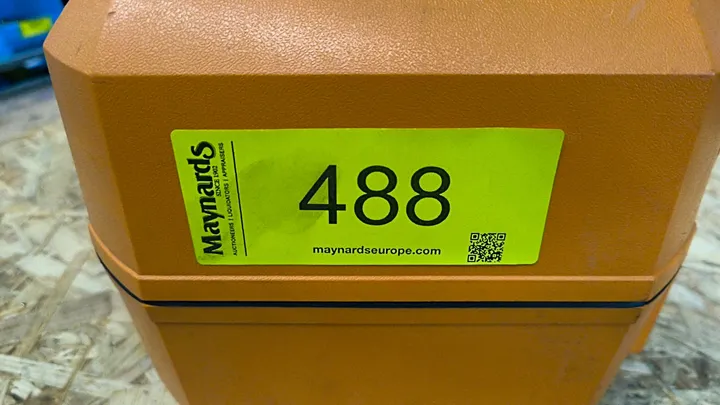 Maynards
SINCE 1902
AUCTIONEERS | LIQUIDATORS | APPRAISERS
488
maynardseurope.com